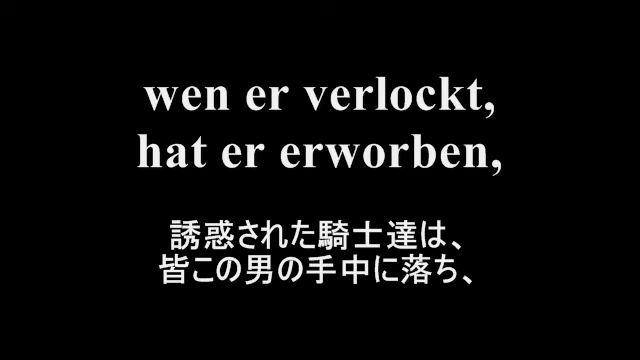 wen er verlockt,
hat er erworben,
誘惑された騎士達は、
皆この男の手中に落ち、